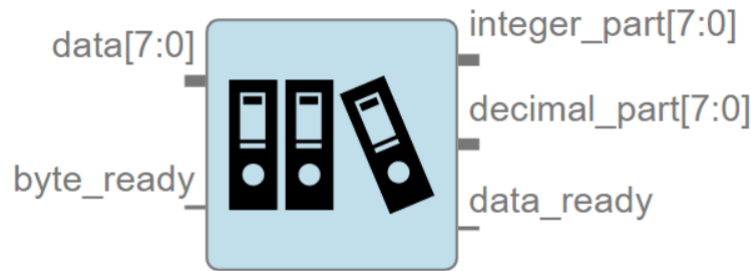 data[7:0]
byte_ready
integer_part[7:0]
decimal_part[7:0]
data_ready